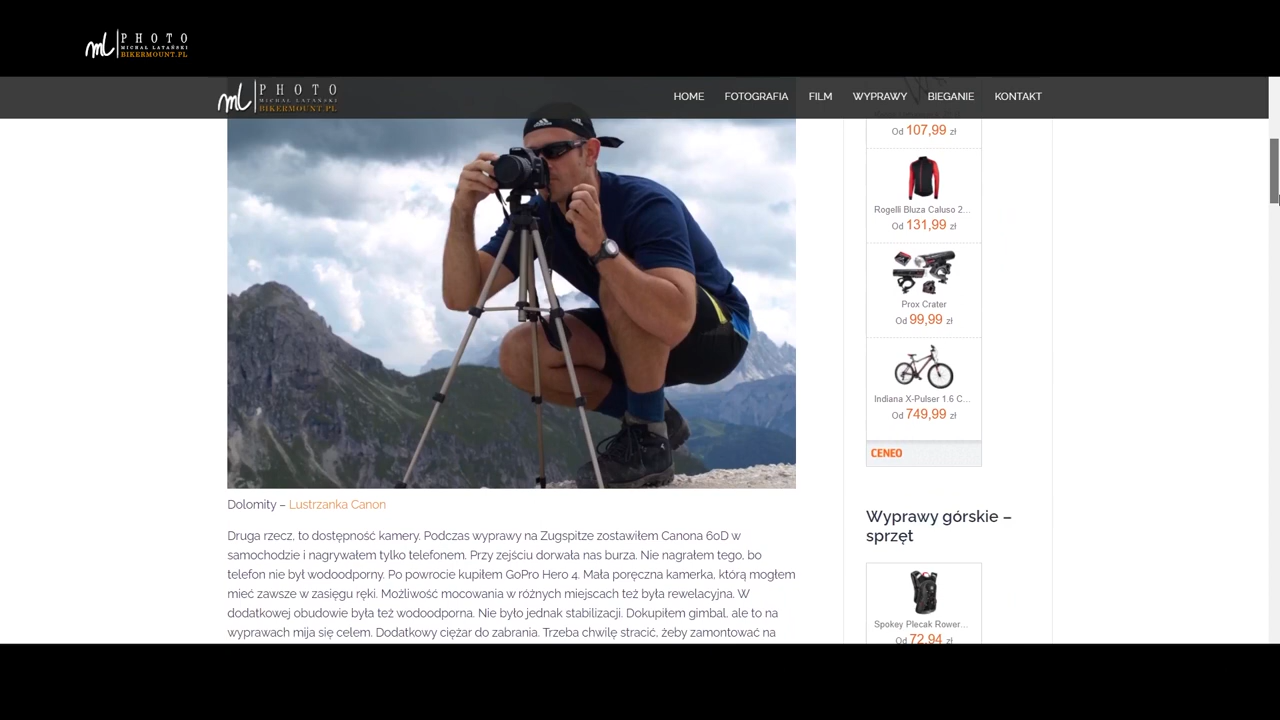 ml PHOTO
MICHAŁ LATAŃSKI
BIKERMOUNT.PL
ml PHOTO
MICHAŁ LATAŃSKI
BIKERMOUNT.PL
HOME FOTOGRAFIA FILM WYPRAWY BIEGANIE KONTAKT
adidas
Dolomity – Lustrzanka Canon
Druga rzecz, to dostępność kamery. Podczas wyprawy na Zugspitze zostawiłem Canona 60D w
samochodzie i nagrywałem tylko telefonem. Przy zejściu dorwała nas burza. Nie nagrałem tego, bo
telefon nie był wodoodporny. Po powrocie kupiłem GoPro Hero 4. Mała poręczna kamerka, którą mogłem
mieć zawsze w zasięgu ręki. Możliwość mocowania w różnych miejscach też była rewelacyjna. W
dodatkowej obudowie była też wodoodporna. Nie było jednak stabilizacji. Dokupiłem gimbal, ale to na
wyprawach mija się celem. Dodatkowy ciężar do zabrania. Trzeba chwilę stracić, żeby zamontować na
Od 107,99 zł
Rogelli Bluza Caluso 2...
Od 131,99 zł
Prox Crater
Od 99,99 zł
Indiana X-Pulser 1.6 C...
Od 749,99 zł
CENEO
Wyprawy górskie –
sprzęt
Spokey Plecak Rower...
Od 72,94 zł